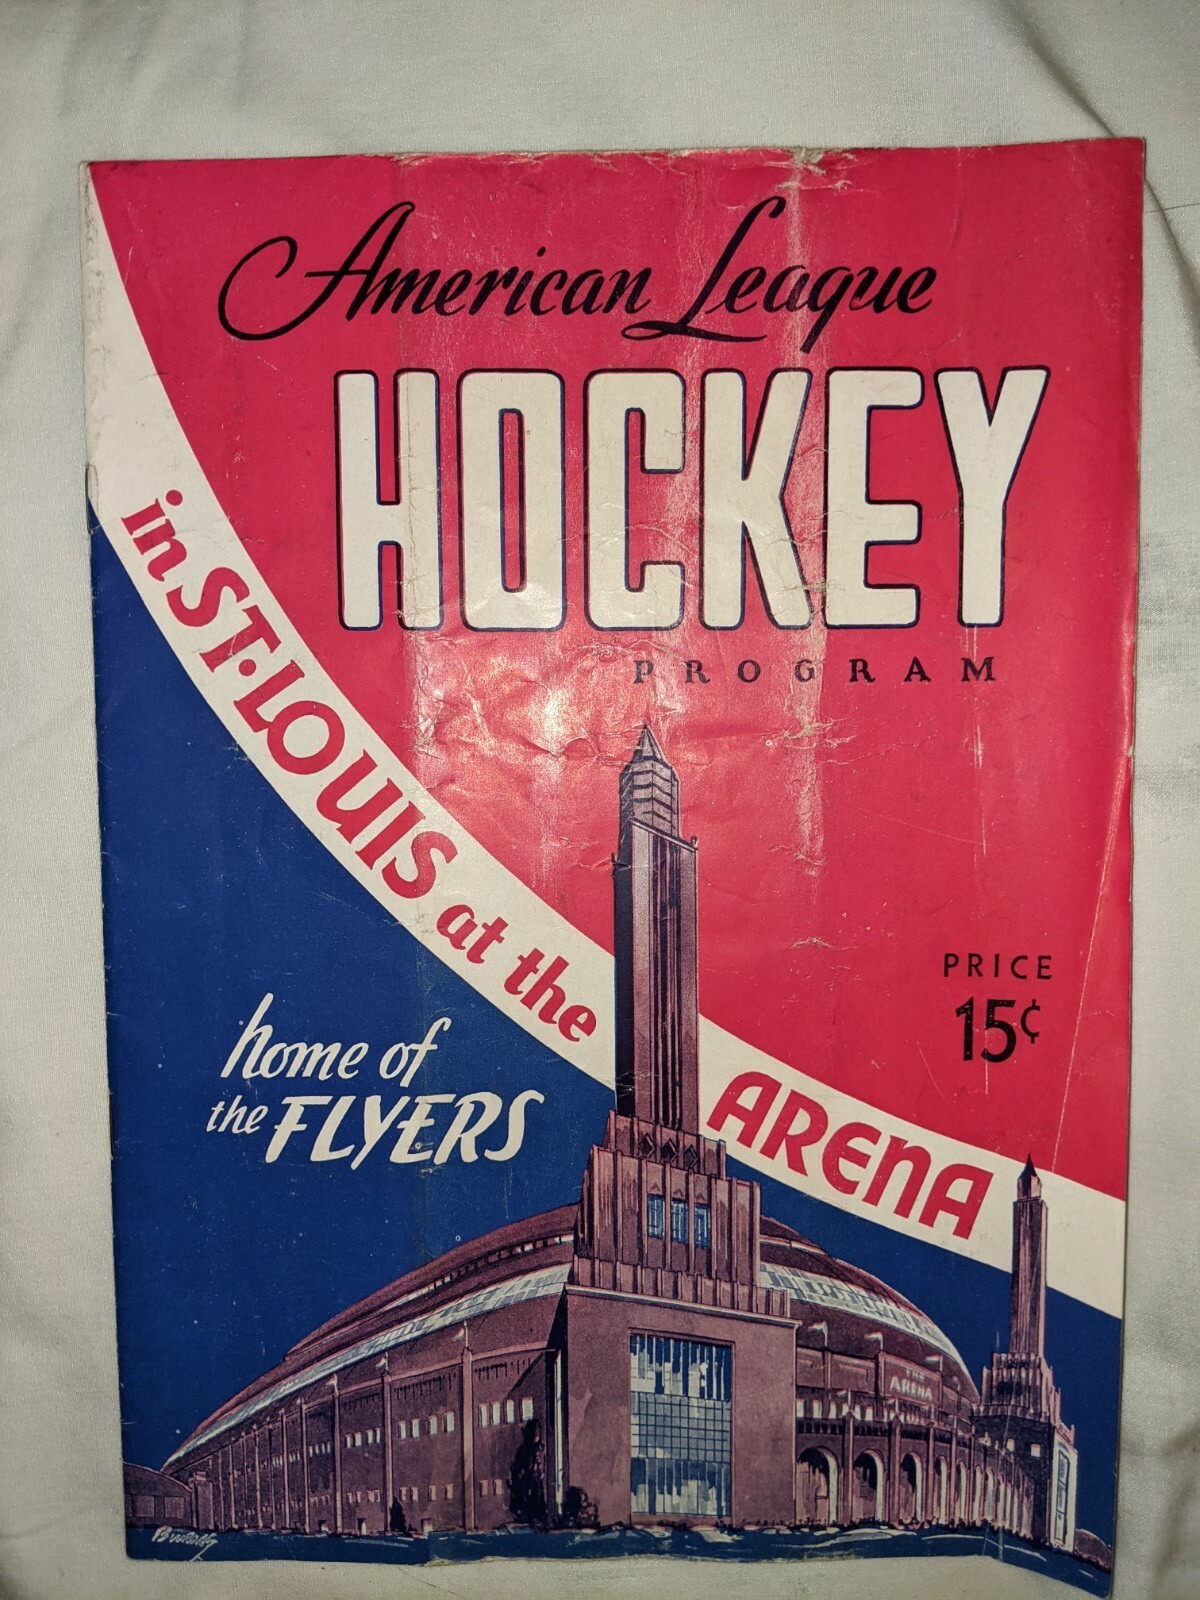 American League
HOCKEY
PROGRAM
in ST. LOUIS at the ARENA
PRICE
15¢
home of
the FLYERS
THE
ARENA